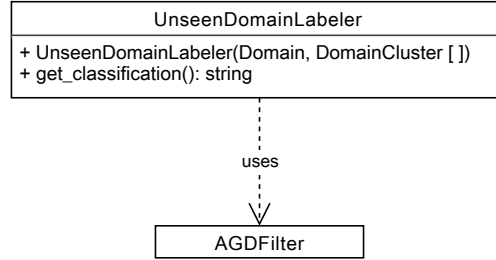 UnseenDomainLabeler
+ UnseenDomainLabeler(Domain, DomainCluster [ ])
+ get_classification(): string
uses
AGDFilter